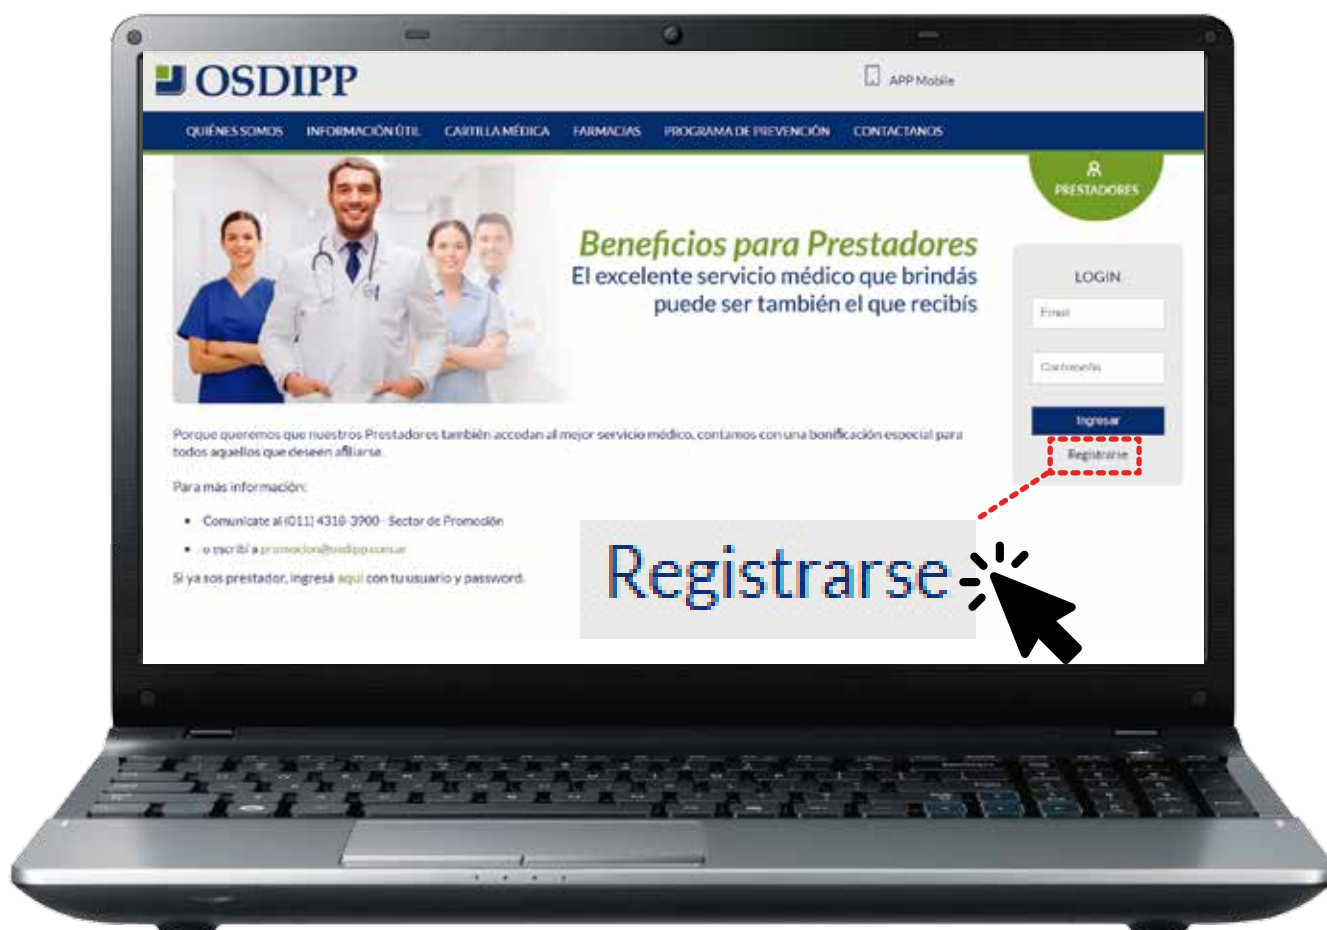 OSDIPP
APP Mobile
QUIÉNES SOMOS INFORMACIÓN ÚTIL CARTILLA MÉDICA FARMACIAS PROGRAMA DE PREVENCIÓN CONTACTANOS
PRESTADORES
Beneficios para Prestadores
El excelente servicio médico que brindás
puede ser también el que recibís
LOGIN
Email
Contraseña
Ingresar
Registrarse
Porque queremos que nuestros Prestadores también accedan al mejor servicio médico, contamos con una bonificación especial para
todos aquellos que deseen afiliarse.
Para más información:
• Comunicate al (011) 4318-3900 - Sector de Promoción
• o escribí a promocion@osdipp.com.ar
Si ya sos prestador, ingresá aquí con tu usuario y password.
Registrarse